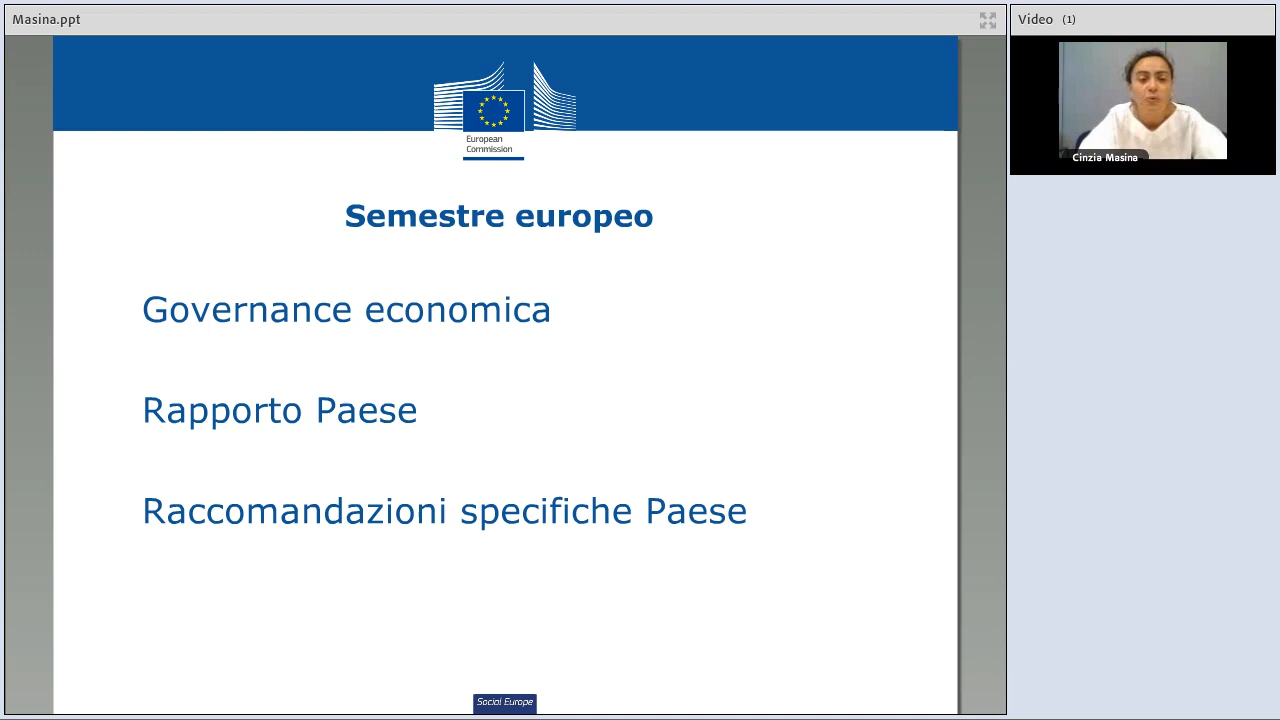 Masina.ppt
Video (1)
Cinzia Masina
European
Commission
Semestre europeo
Governance economica
Rapporto Paese
Raccomandazioni specifiche Paese
Social Europe